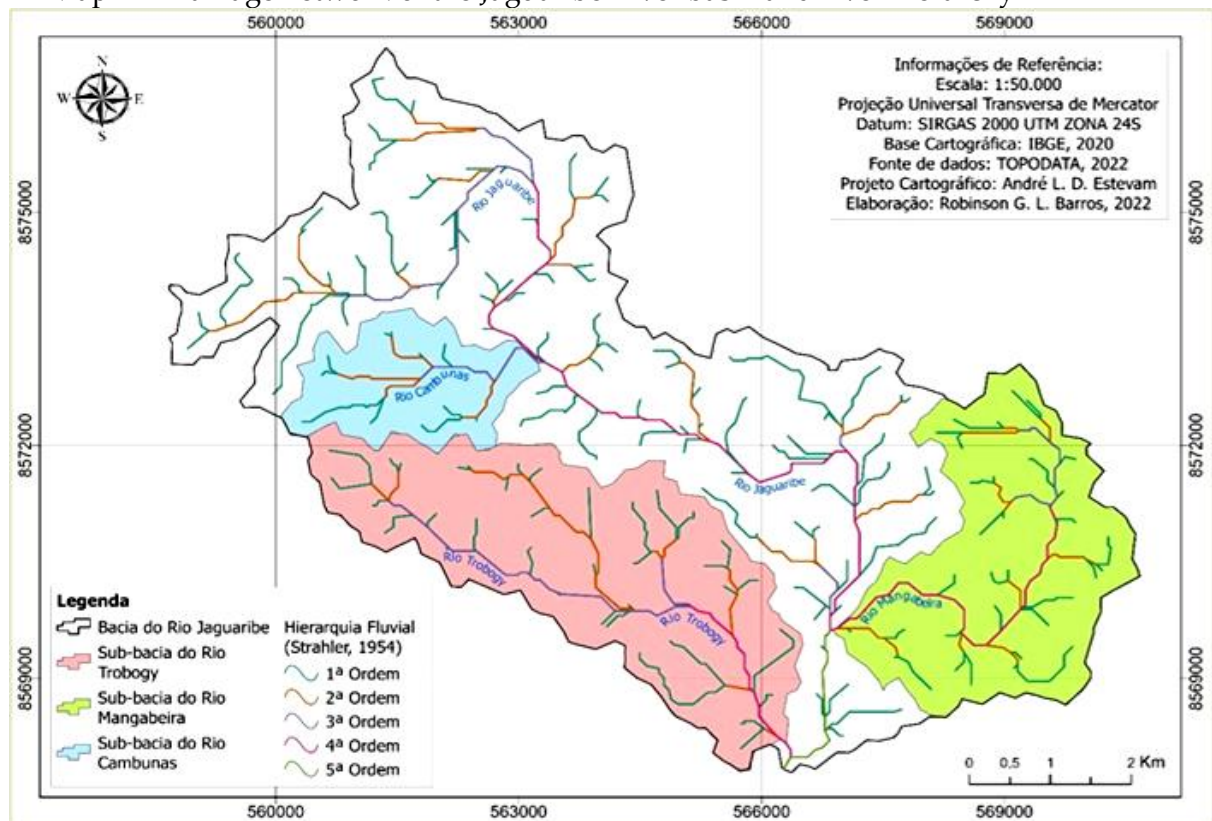 560000 563000 566000 569000
N
W E
S
Informações de Referência:
Escala: 1:50.000
Projeção Universal Transversa de Mercator
Datum: SIRGAS 2000 UTM ZONA 24S
Base Cartográfica: IBGE, 2020
Fonte de dados: TOPODATA, 2022
Projeto Cartográfico: André L. D. Estevam
Elaboração: Robinson G. L. Barros, 2022
8575000 8575000
Rio Jaguaribe
Rio Cambunas
8572000 8572000
Rio Jaguaribe
Rio Trobogy
Rio Mangabeira
Rio Trobogy
8569000 8569000
Legenda
Bacia do Rio Jaguaribe
Sub-bacia do Rio
Trobogy
Sub-bacia do Rio
Mangabeira
Sub-bacia do Rio
Cambunas
Hierarquia Fluvial
(Strahler, 1954)
1ª Ordem
2ª Ordem
3ª Ordem
4ª Ordem
5ª Ordem
0 0,5 1 2 Km
560000 563000 566000 569000